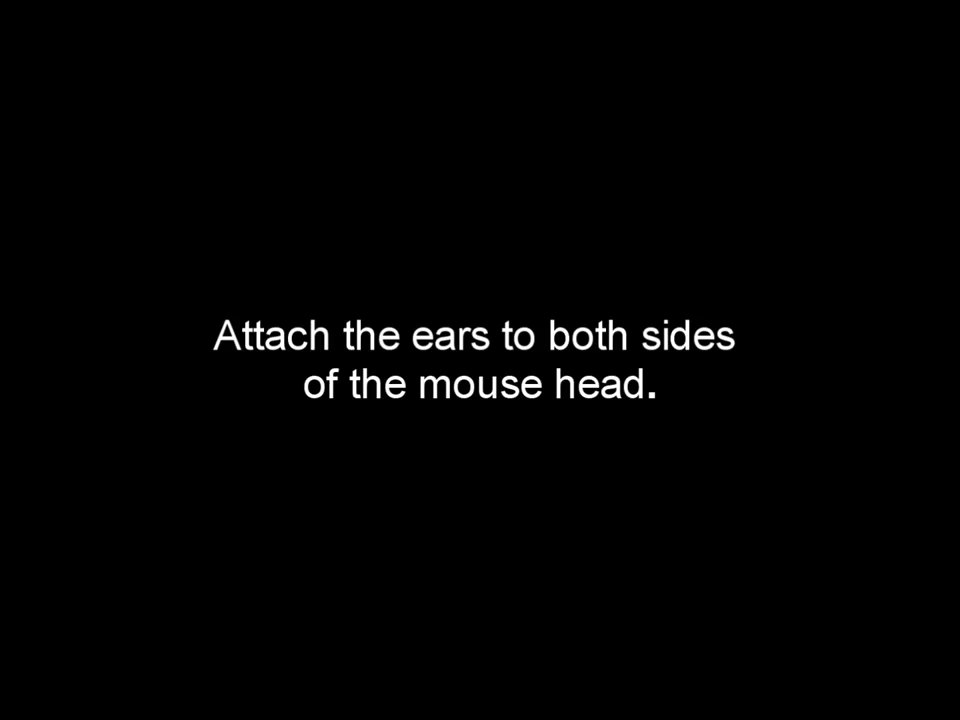 Attach the ears to both sides
of the mouse head.